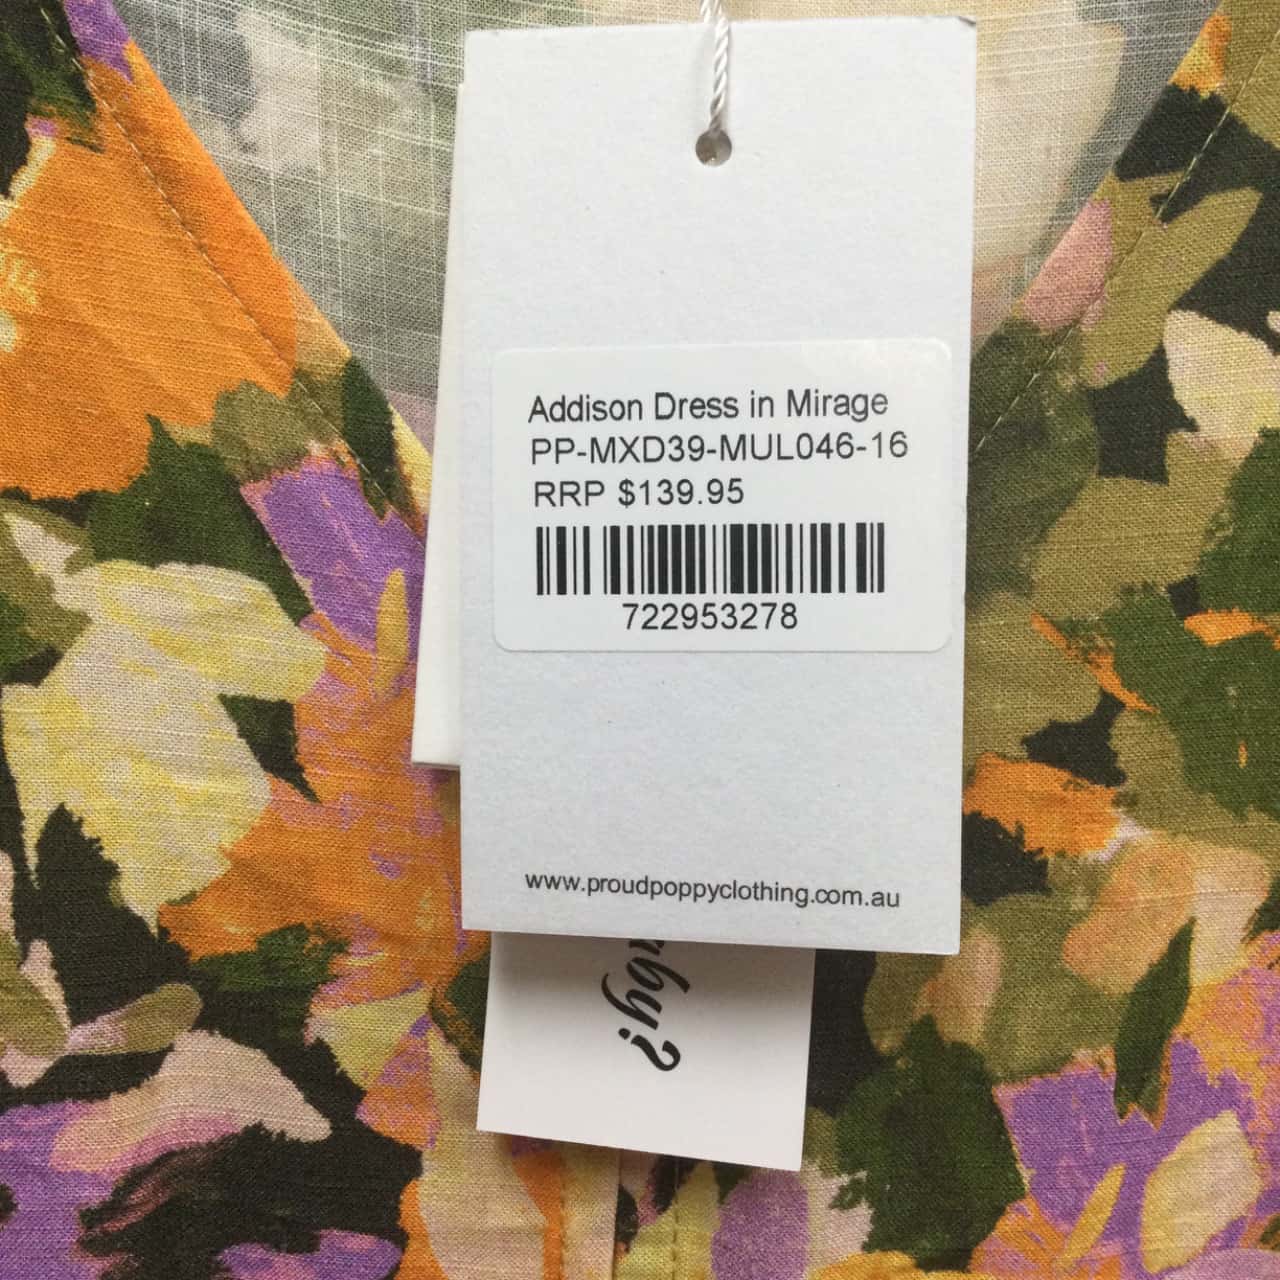 Addison Dress in Mirage
PP-MXD39-MUL046-16
RRP $139.95
722953278
www.proudpoppyclothing.com.au